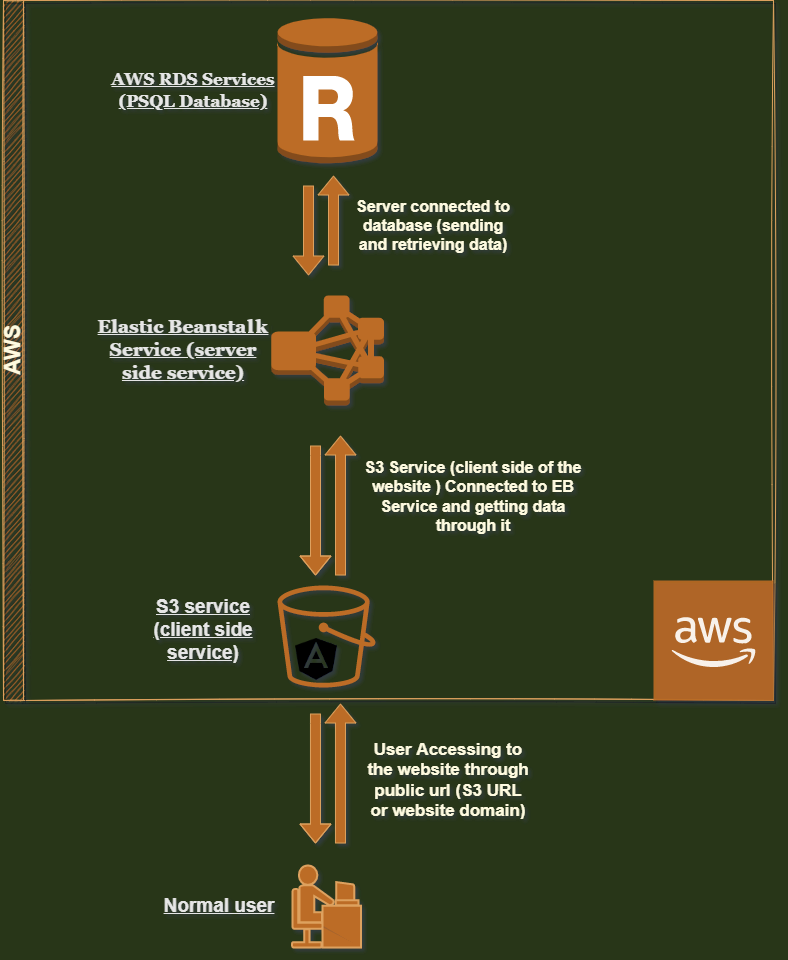 AWS RDS Services
(PSQL Database)
R
Server connected to
database (sending
and retrieving data)
AWS
Elastic Beanstalk
Service (server
side service)
S3 Service (client side of the
website ) Connected to EB
Service and getting data
through it
S3 service
(client side
service)
A
aws
User Accessing to
the website through
public url (S3 URL
or website domain)
Normal user